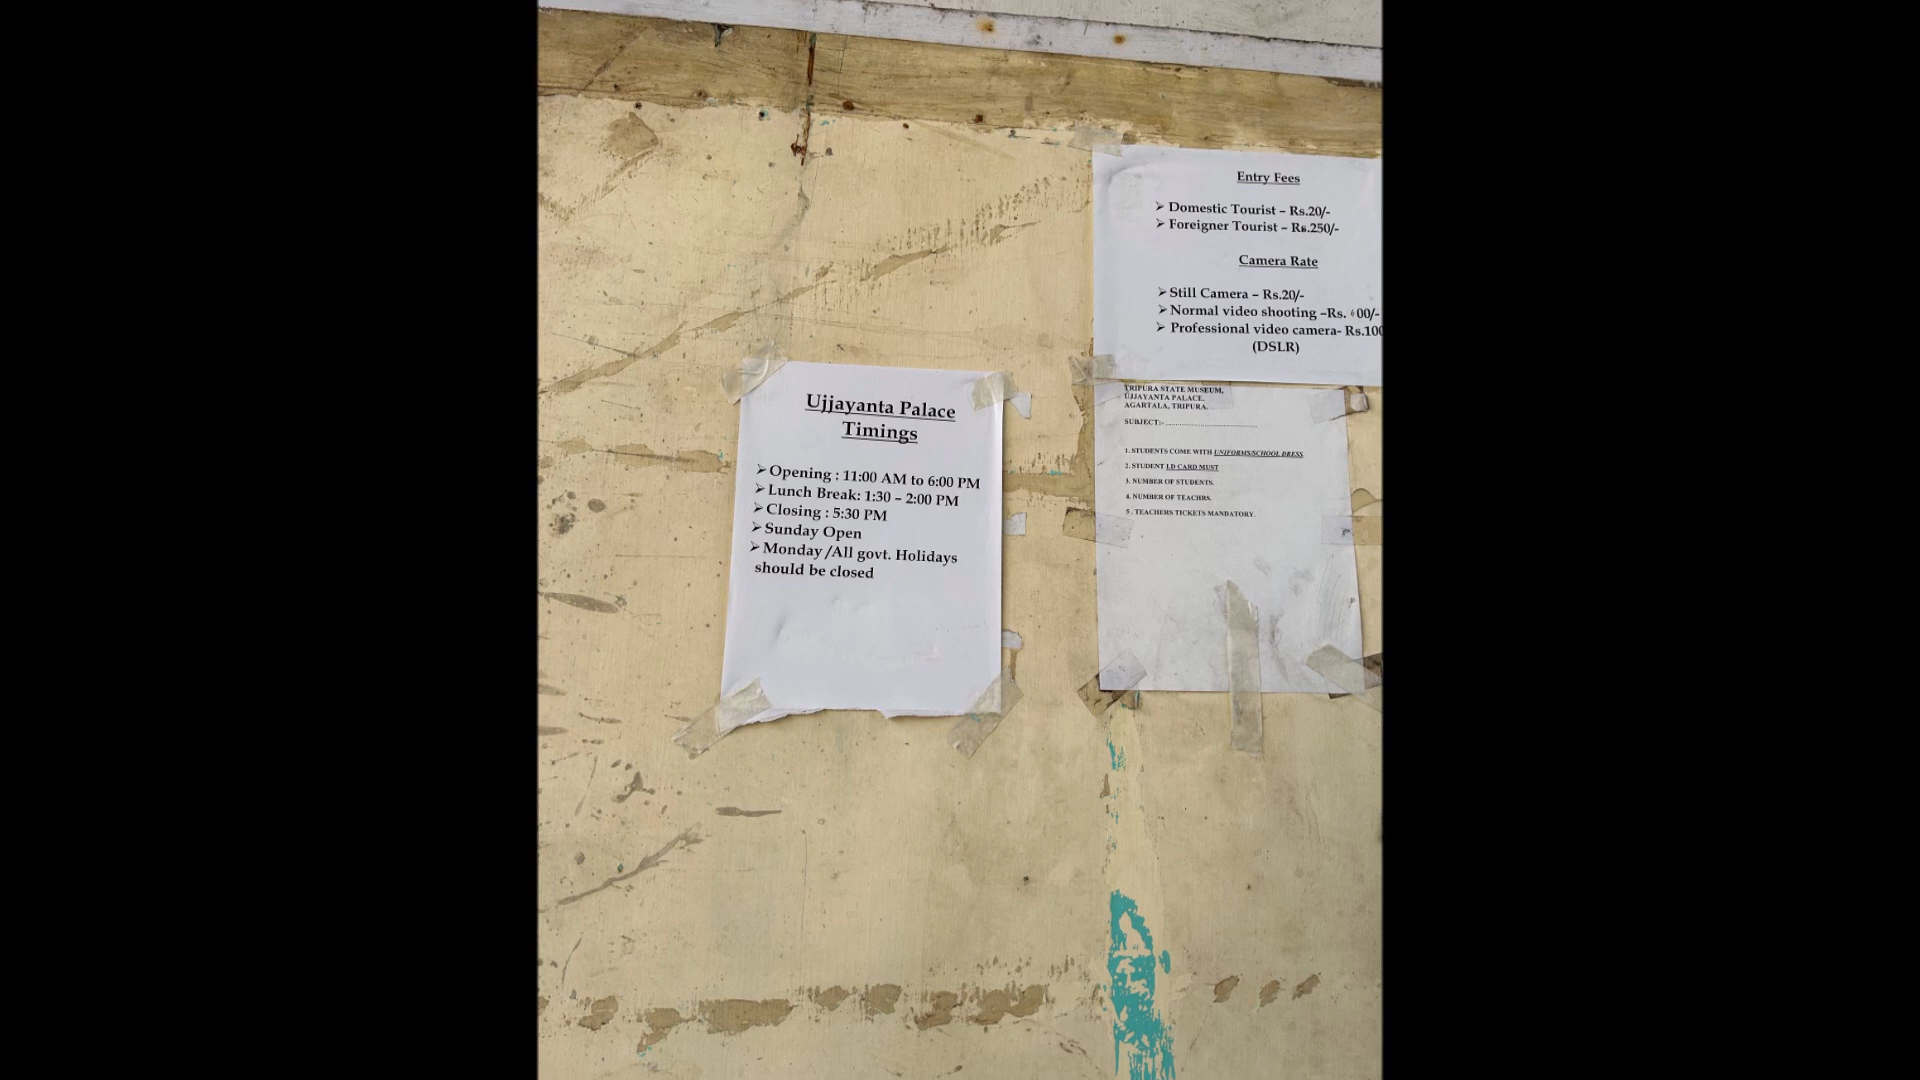 Ujjayanta Palace
Timings
➢ Opening : 11:00 AM to 6:00 PM
➢ Lunch Break: 1:30 – 2:00 PM
➢ Closing : 5:30 PM
➢ Sunday Open
➢ Monday /All govt. Holidays
should be closed
Entry Fees
➢ Domestic Tourist – Rs.20/-
➢ Foreigner Tourist – Rs.250/-
Camera Rate
➢ Still Camera – Rs.20/-
➢ Normal video shooting –Rs.
➢ Professional video camera- Rs.100
(DSLR)
TRIPURA STATE MUSEUM,
UJJAYANTA PALACE,
AGARTALA, TRIPURA.
SUBJECT:- ..........................................
1. STUDENTS COME WITH UNIFORMS/SCHOOL DRESS.
2. STUDENT I.D CARD MUST
3. NUMBER OF STUDENTS.
4. NUMBER OF TEACHRS.
5 . TEACHERS TICKETS MANDATORY.